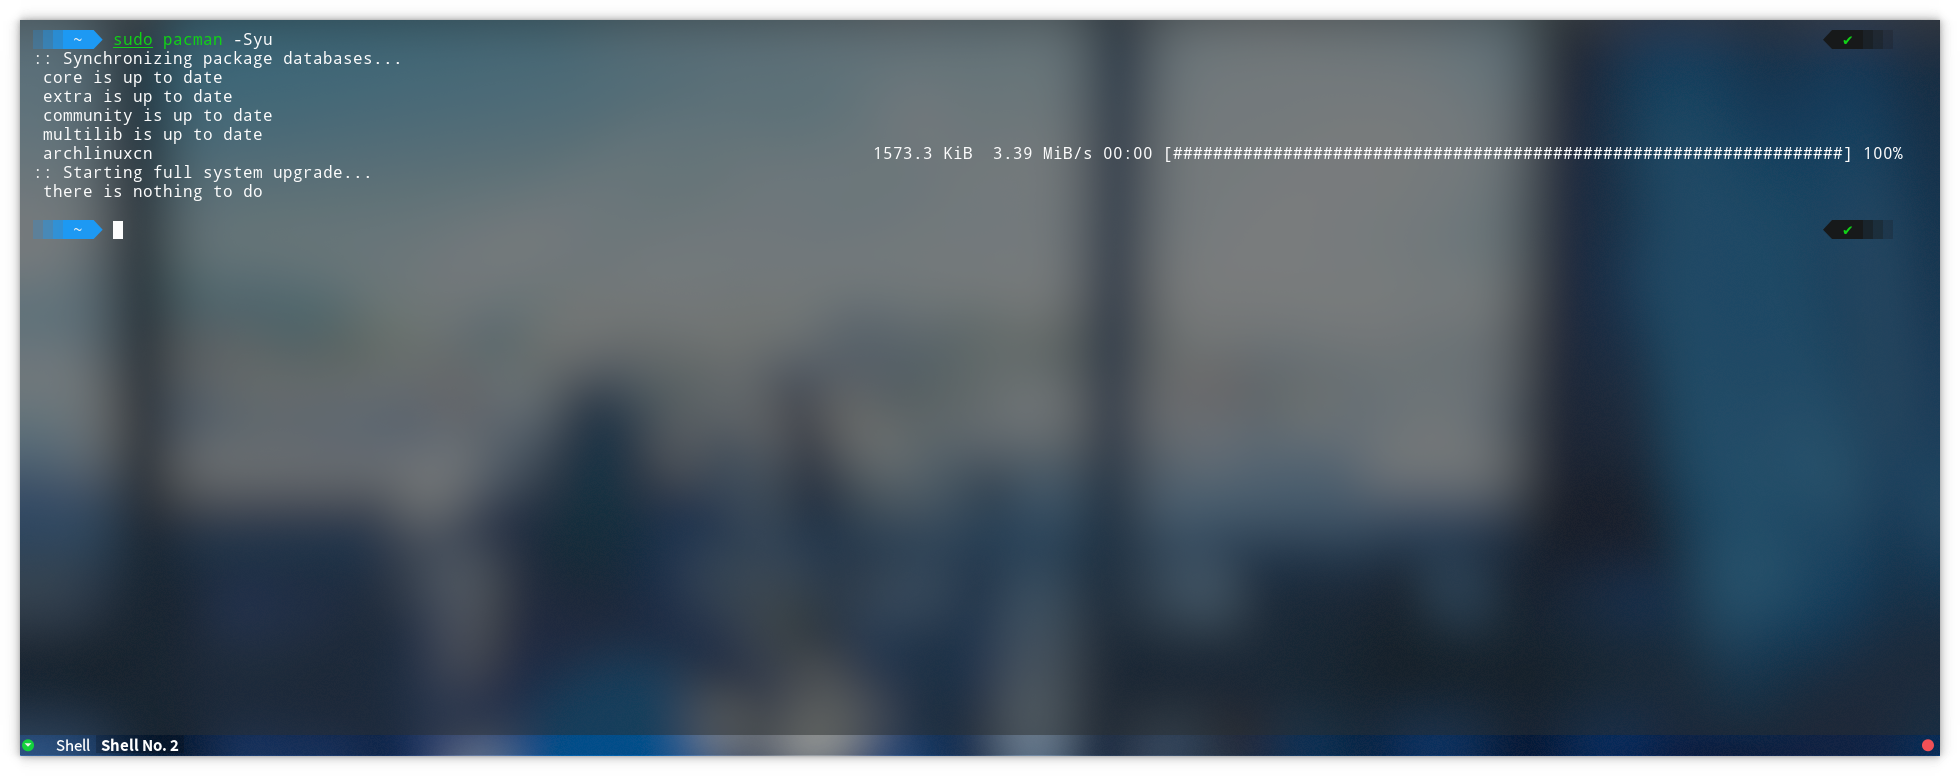 ~ sudo pacman -Syu ✔
:: Synchronizing package databases...
core is up to date
extra is up to date
community is up to date
multilib is up to date
archlinuxcn 1573.3 KiB 3.39 MiB/s 00:00 [###################################################################] 100%
:: Starting full system upgrade...
there is nothing to do
~ ✔
Shell Shell No. 2